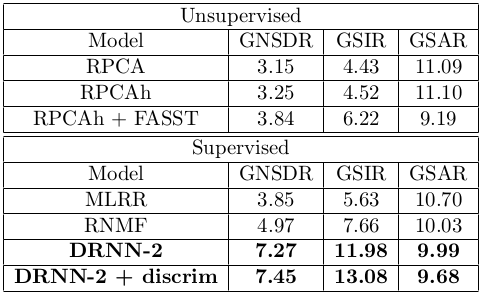 Unsupervised
Model GNSDR GSIR GSAR
RPCA 3.15 4.43 11.09
RPCAh 3.25 4.52 11.10
RPCAh + FASST 3.84 6.22 9.19
Supervised
Model GNSDR GSIR GSAR
MLRR 3.85 5.63 10.70
RNMF 4.97 7.66 10.03
DRNN-2 7.27 11.98 9.99
DRNN-2 + discrim 7.45 13.08 9.68